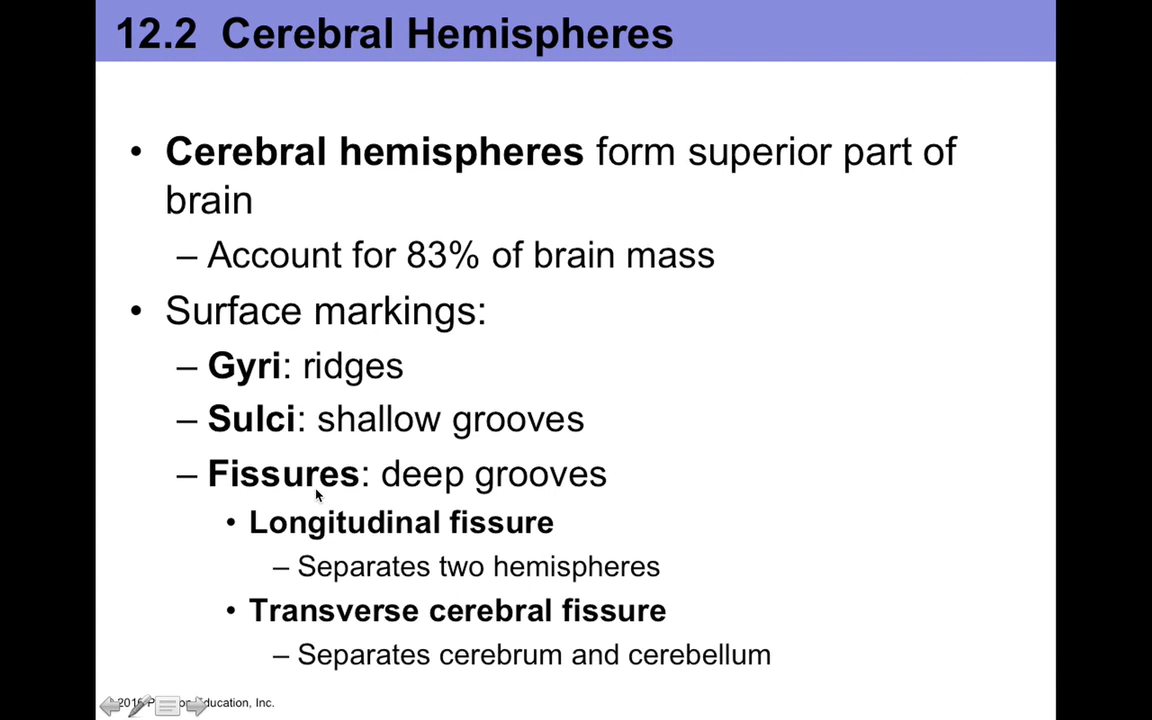 12.2 Cerebral Hemispheres
• Cerebral hemispheres form superior part of
brain
– Account for 83% of brain mass
• Surface markings:
– Gyri: ridges
– Sulci: shallow grooves
– Fissures: deep grooves
• Longitudinal fissure
– Separates two hemispheres
• Transverse cerebral fissure
– Separates cerebrum and cerebellum
Education, Inc.